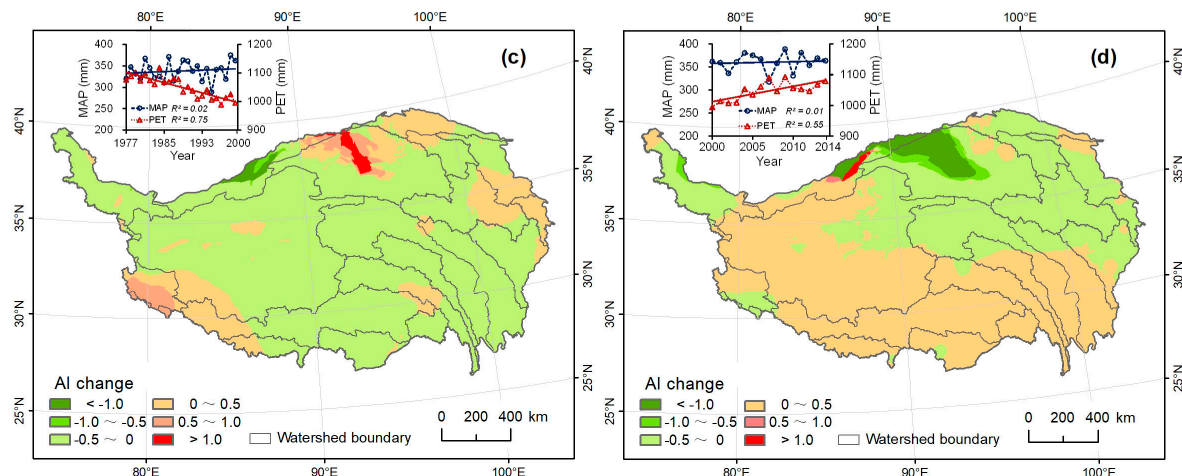 80°E 90°E 100°E
(c)
400 1200
350 1100
300 1000
250 900
200
MAP (mm)
PET (mm)
MAP R² = 0.02
PET R² = 0.75
1977 1985 1993 2000
Year
40°N
35°N
30°N
25°N
40°N
35°N
30°N
25°N
AI change
< -1.0 0 ~ 0.5
-1.0 ~ -0.5 0.5 ~ 1.0
-0.5 ~ 0 > 1.0
Watershed boundary
0 200 400 km
80°E 90°E 100°E
80°E 90°E 100°E
(d)
400 1200
350 1100
300 1000
250 900
200
MAP (mm)
PET (mm)
MAP R² = 0.01
PET R² = 0.55
2000 2005 2010 2014
Year
40°N
35°N
30°N
25°N
40°N
35°N
30°N
25°N
AI change
< -1.0 0 ~ 0.5
-1.0 ~ -0.5 0.5 ~ 1.0
-0.5 ~ 0 > 1.0
Watershed boundary
0 200 400 km
80°E 90°E 100°E